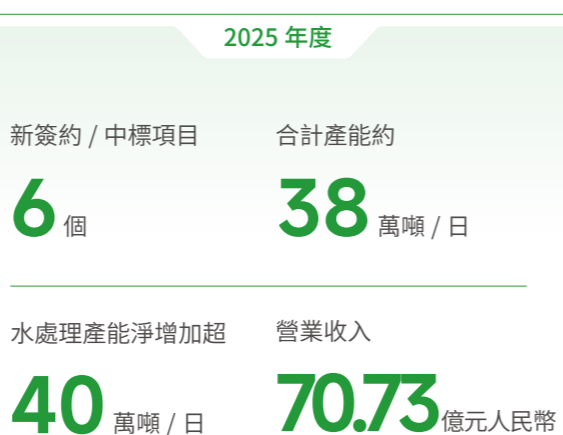 2025 年度
新簽約 / 中標項目
6 個
合計產能約
38 萬噸 / 日
水處理產能淨增加超
40 萬噸 / 日
營業收入
70.73 億元人民幣